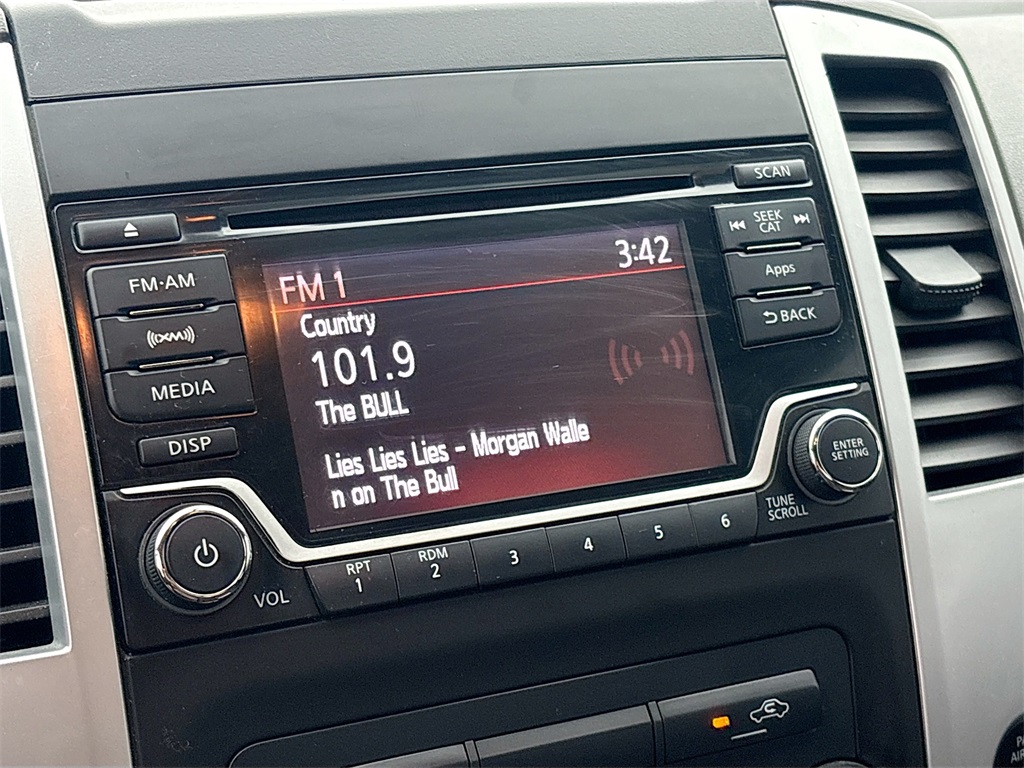 SCAN
SEEK
CAT
Apps
BACK
FM·AM
XM
MEDIA
DISP
FM 1
3:42
Country
101.9
The BULL
Lies Lies Lies - Morgan Walle
n on The Bull
ENTER
SETTING
TUNE
SCROLL
VOL
RPT
1
RDM
2
3
4
5
6